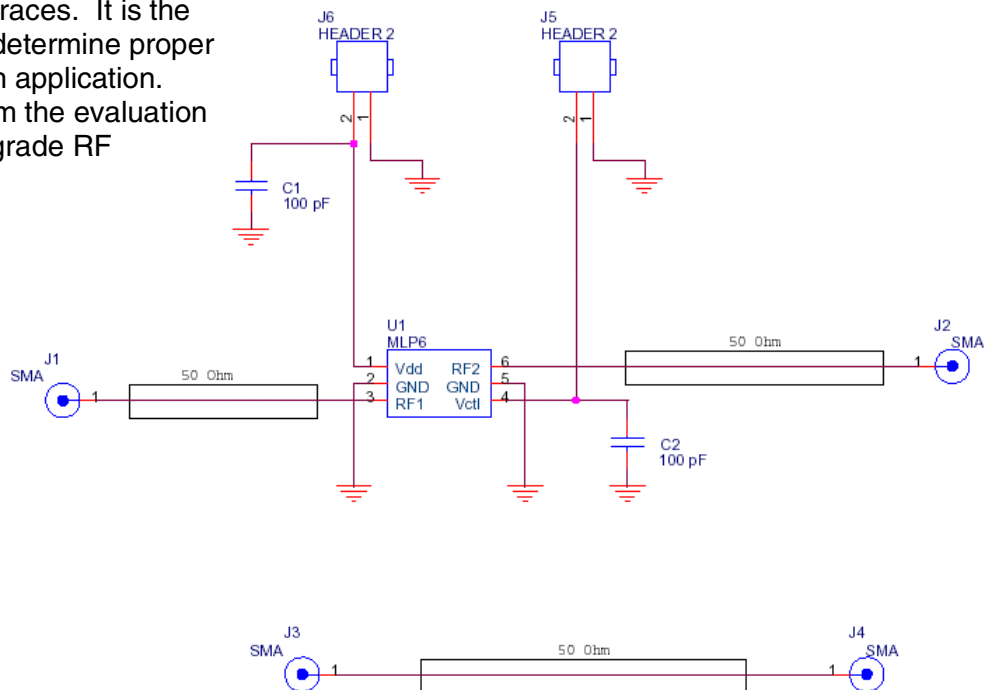 races. It is the
determine proper
application.
the evaluation
grade RF
J6
HEADER 2
J5
HEADER 2
2
1
2
1
C1
100 pF
U1
MLP6
J2
SMA
50 Ohm
J1
SMA
50 Ohm
1
Vdd
RF2
6
1
2
GND
GND
5
1
3
RF1
Vctl
4
C2
100 pF
J3
SMA
50 Ohm
J4
SMA
1
1